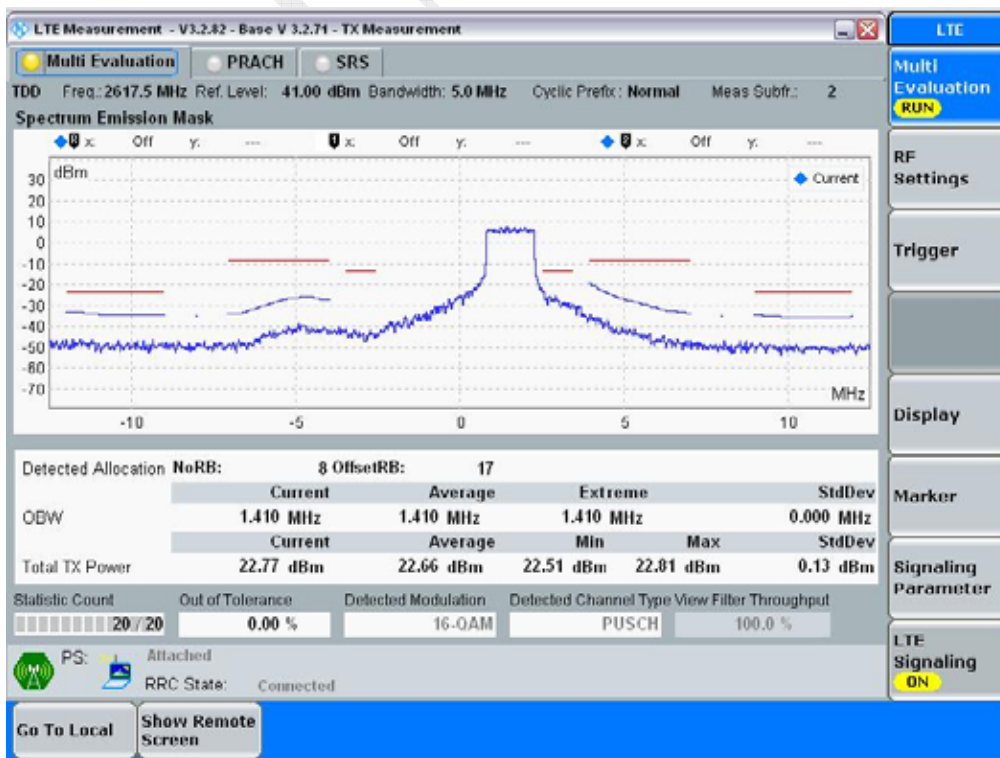 LTE Measurement - V3.2.82 - Base V 3.2.71 - TX Measurement
LTE
Multi Evaluation PRACH SRS
Multi Evaluation RUN
TDD Freq.: 2617.5 MHz Ref. Level: 41.00 dBm Bandwidth: 5.0 MHz Cyclic Prefix: Normal Meas Subfr.: 2
Spectrum Emission Mask
x: Off y: --- 1 x: Off y: --- 2 x: Off y: ---
dBm
Current
30
20
10
0
-10
-20
-30
-40
-50
-60
-70
MHz
-10 -5 0 5 10
RF Settings
Trigger
Display
Marker
Signaling Parameter
LTE Signaling ON
Detected Allocation NoRB: 8 OffsetRB: 17
Current Average Extreme StdDev
OBW 1.410 MHz 1.410 MHz 1.410 MHz 0.000 MHz
Current Average Min Max StdDev
Total TX Power 22.77 dBm 22.66 dBm 22.51 dBm 22.81 dBm 0.13 dBm
Statistic Count Out of Tolerance Detected Modulation Detected Channel Type View Filter Throughput
20 / 20 0.00 % 16-QAM PUSCH 100.0 %
PS: Attached
RRC State: Connected
Go To Local
Show Remote Screen